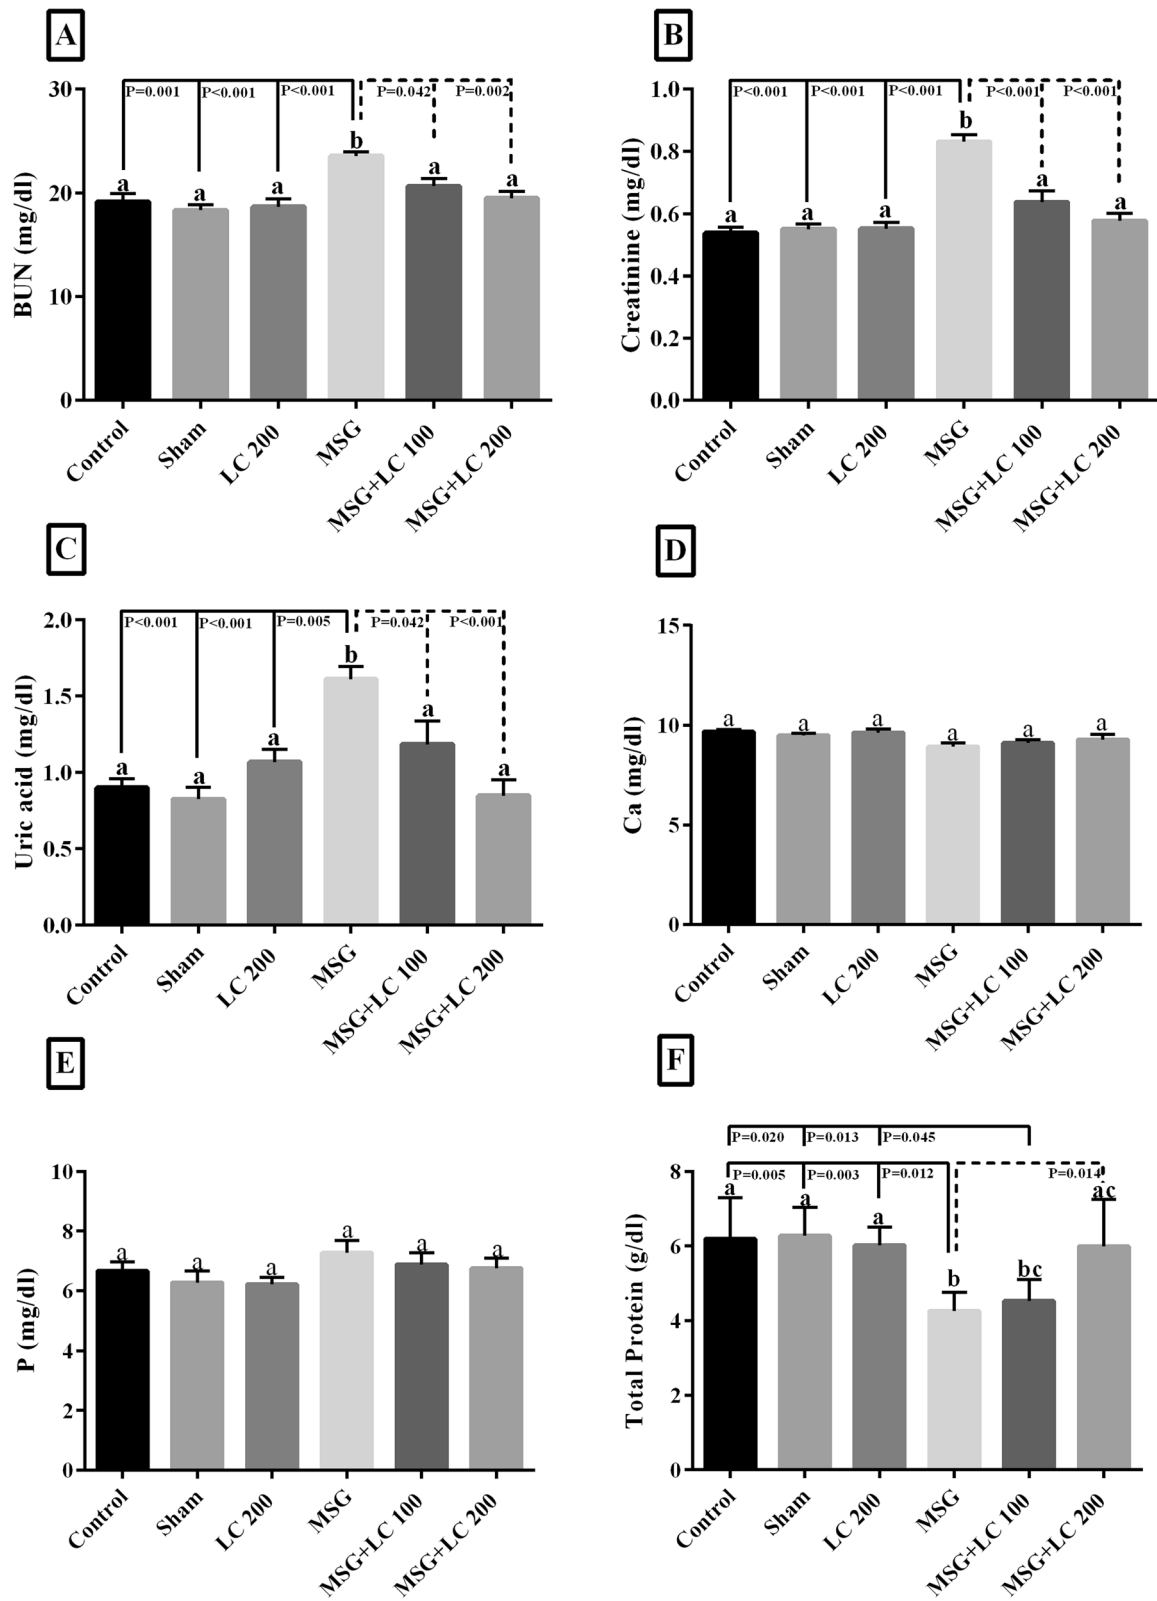 A
P=0.001 P<0.001 P<0.001 P=0.042 P=0.002
30
20
10
0
BUN (mg/dl)
a a a b a a
Control Sham LC 200 MSG MSG+LC 100 MSG+LC 200
B
P<0.001 P<0.001 P<0.001 P<0.001 P<0.001
1.0
0.8
0.6
0.4
0.2
0.0
Creatinine (mg/dl)
a a a b a a
Control Sham LC 200 MSG MSG+LC 100 MSG+LC 200
C
P<0.001 P<0.001 P=0.005 P=0.042 P<0.001
2.0
1.5
1.0
0.5
0.0
Uric acid (mg/dl)
a a a b a a
Control Sham LC 200 MSG MSG+LC 100 MSG+LC 200
D
15
10
5
0
Ca (mg/dl)
a a a a a a
Control Sham LC 200 MSG MSG+LC 100 MSG+LC 200
E
10
8
6
4
2
0
P (mg/dl)
a a a a a a
Control Sham LC 200 MSG MSG+LC 100 MSG+LC 200
F
P=0.020 P=0.013 P=0.045
P=0.005 P=0.003 P=0.012 P=0.014
8
6
4
2
0
Total Protein (g/dl)
a a a b bc ac
Control Sham LC 200 MSG MSG+LC 100 MSG+LC 200